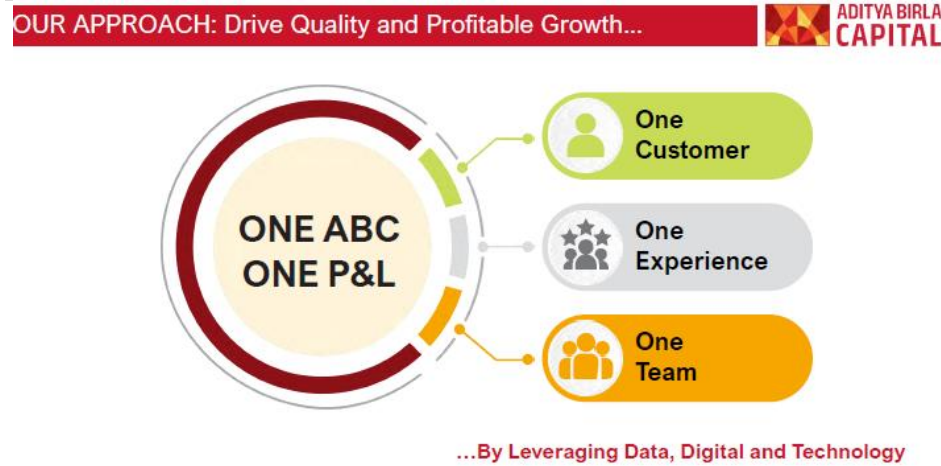 OUR APPROACH: Drive Quality and Profitable Growth...
ADITYA BIRLA
CAPITAL
ONE ABC
ONE P&L
One
Customer
One
Experience
One
Team
...By Leveraging Data, Digital and Technology